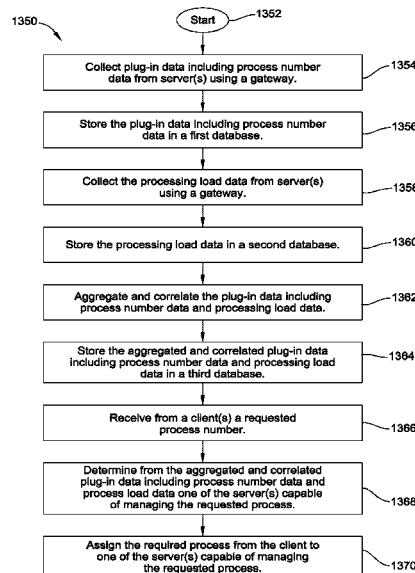 1350
Start
1352
Collect plug-in data including process number
data from server(s) using a gateway.
1354
Store the plug-in data including process number
data in a first database.
1356
Collect the processing load data from server(s)
using a gateway.
1358
Store the processing load data in a second database.
1360
Aggregate and correlate the plug-in data including
process number data and processing load data.
1362
Store the aggregated and correlated plug-in data
including process number data and processing load
data in a third database.
1364
Receive from a client(s) a requested
process number.
1366
Determine from the aggregated and correlated
plug-in data including process number data and
process load data one of the server(s) capable
of managing the requested process.
1368
Assign the required process from the client to
one of the server(s) capable of managing
the requested process.
1370